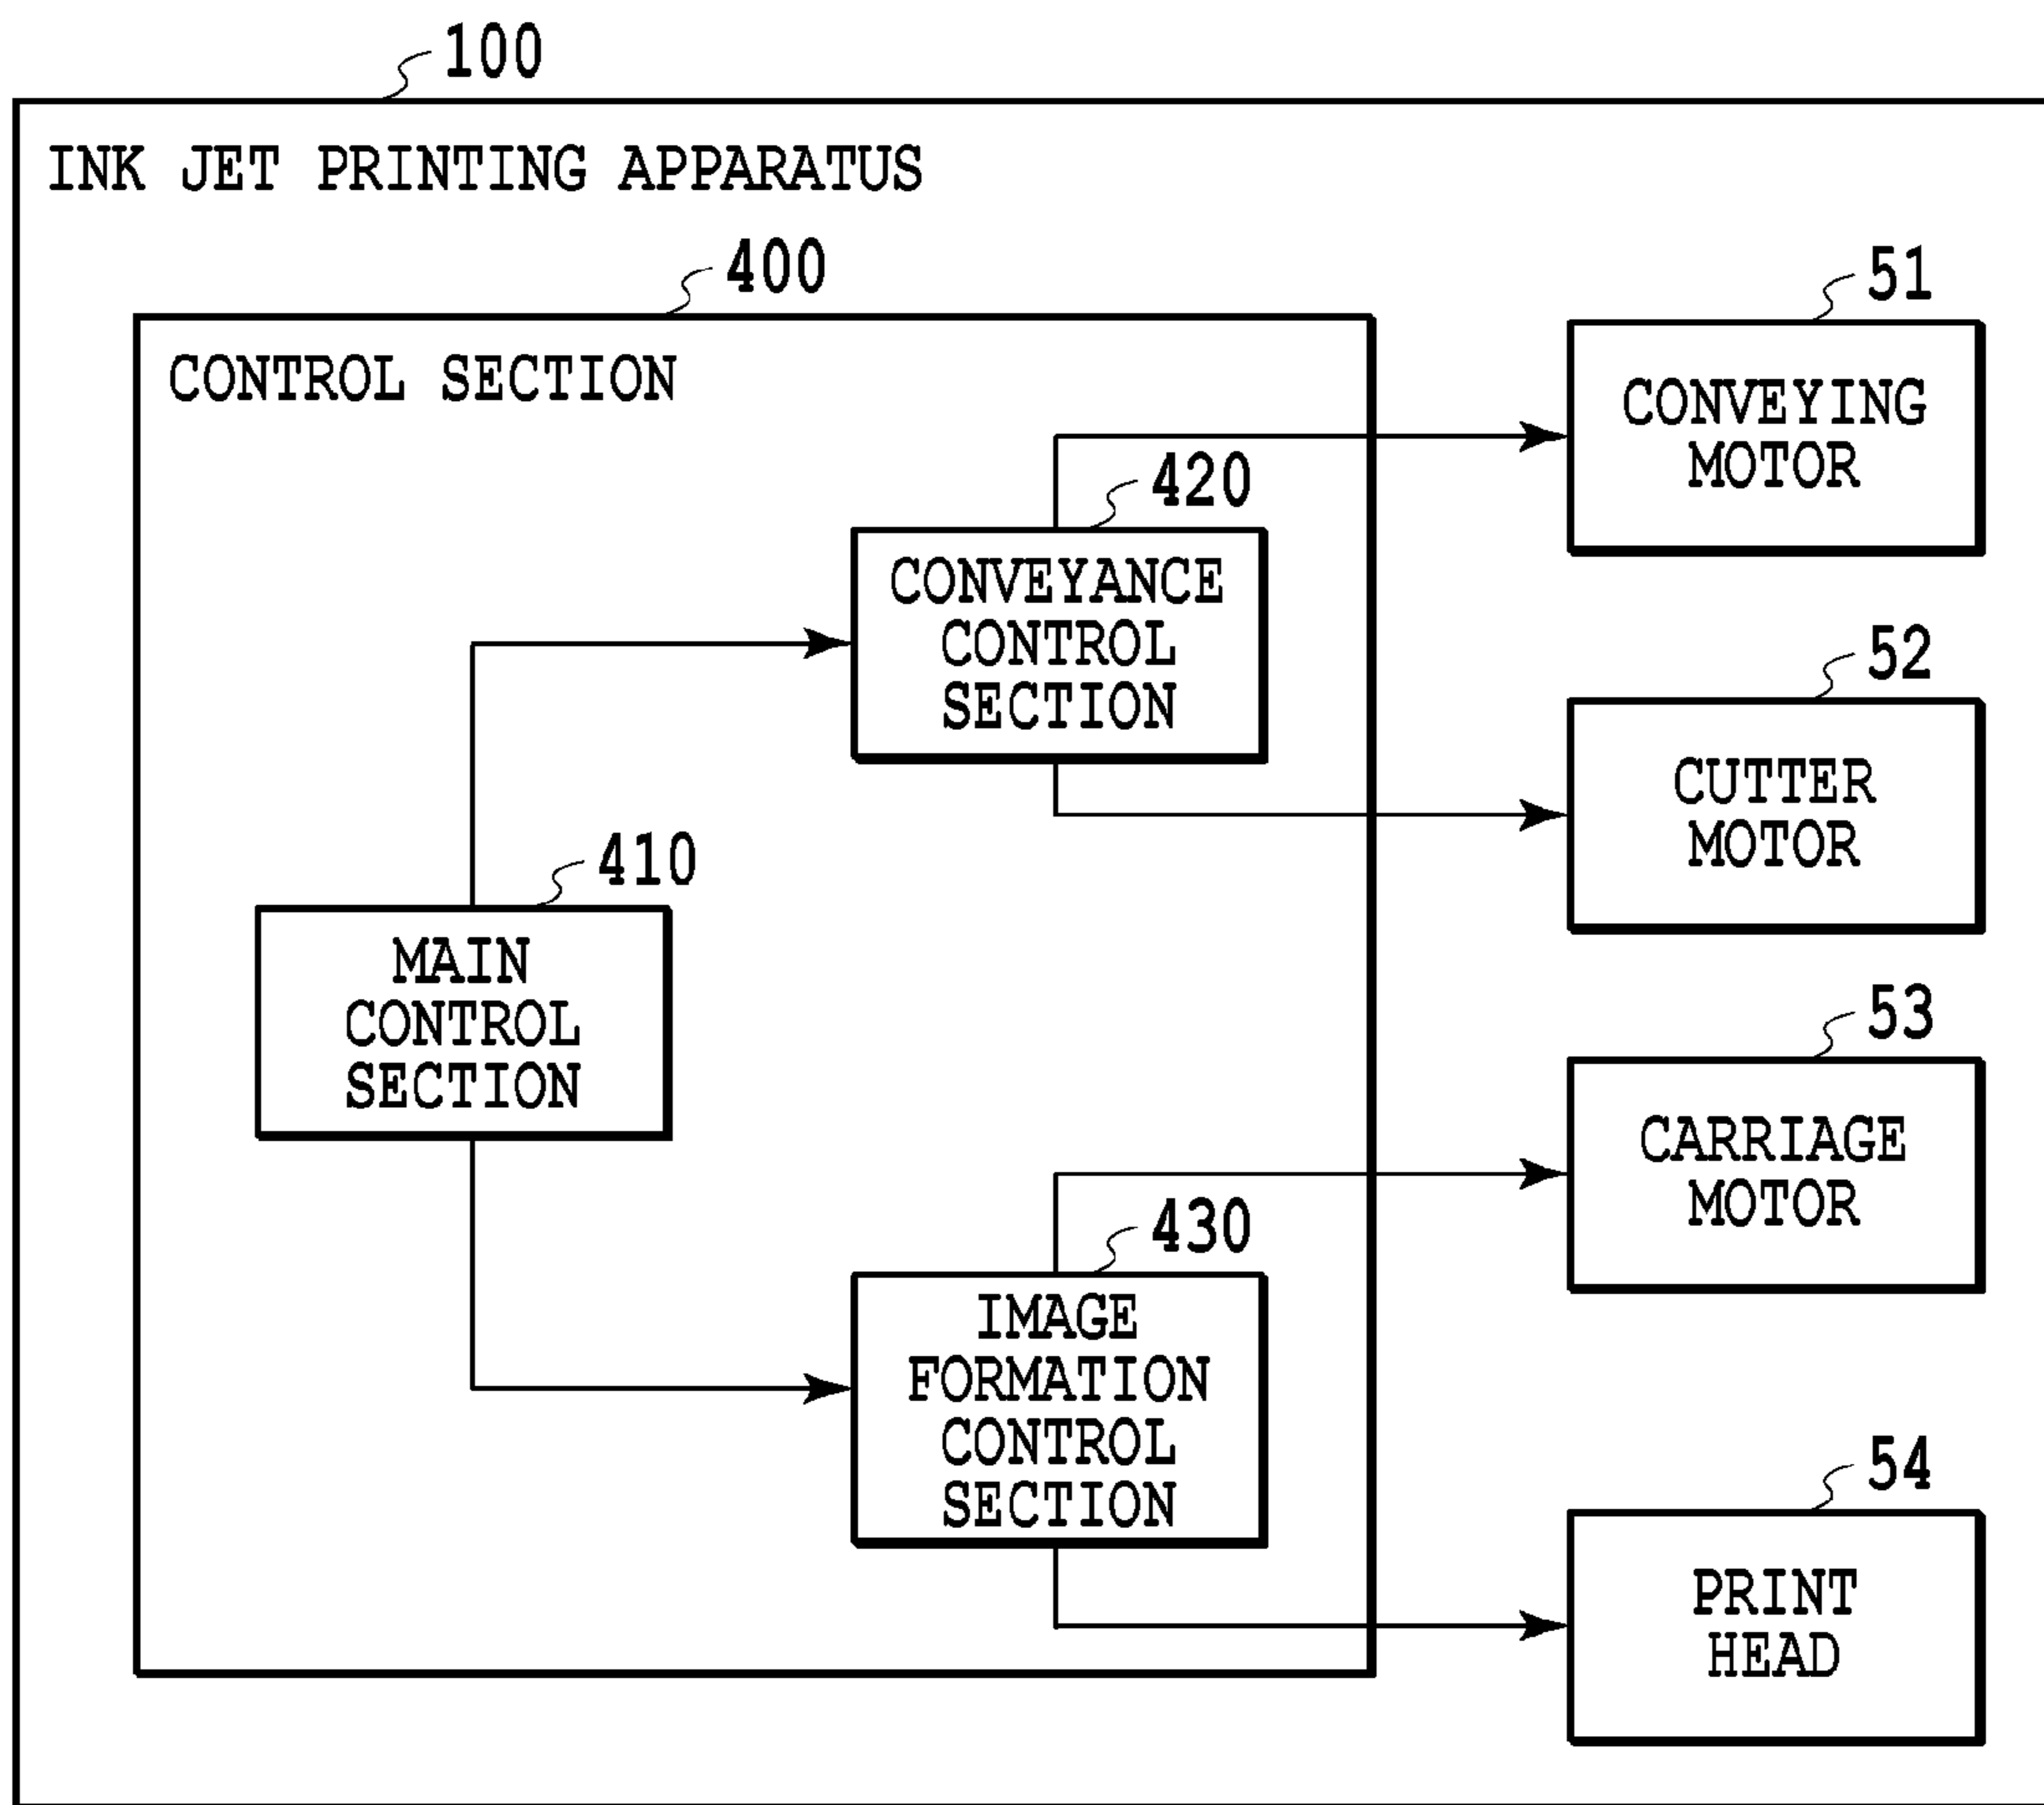 100
INK JET PRINTING APPARATUS
400
CONTROL SECTION
51
CONVEYING
MOTOR
420
CONVEYANCE
CONTROL
SECTION
52
CUTTER
MOTOR
410
MAIN
CONTROL
SECTION
53
CARRIAGE
MOTOR
430
IMAGE
FORMATION
CONTROL
SECTION
54
PRINT
HEAD